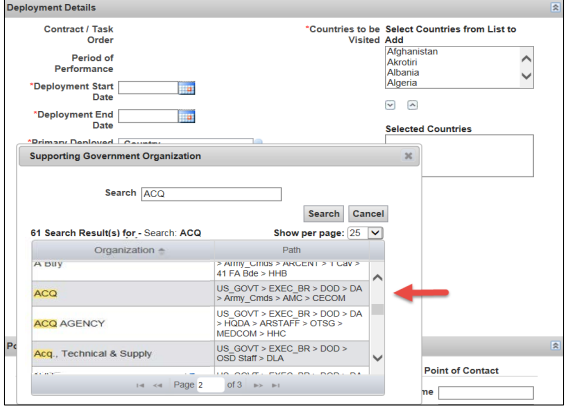 Deployment Details
Contract / Task
Order
*Countries to be
Visited
Select Countries from List to
Add
Afghanistan
Akrotiri
Albania
Algeria
Period of
Performance
*Deployment Start
Date
*Deployment End
Date
Selected Countries
*Primary Deployed
Country
Supporting Government Organization
Search ACQ
Search Cancel
61 Search Result(s) for - Search: ACQ
Show per page: 25
Organization Path
A Btry
> Army_Cmds > ARCENT > 1 Cav >
41 FA Bde > HHB
ACQ
US_GOVT > EXEC_BR > DOD > DA
> Army_Cmds > AMC > CECOM
ACQ AGENCY
US_GOVT > EXEC_BR > DOD > DA
> HQDA > ARSTAFF > OTSG >
MEDCOM > HHC
Acq., Technical & Supply
US_GOVT > EXEC_BR > DOD >
OSD Staff > DLA
US_GOVT > EXEC_BR > DOD > DA
Page 2 of 3
Po
Point of Contact
me